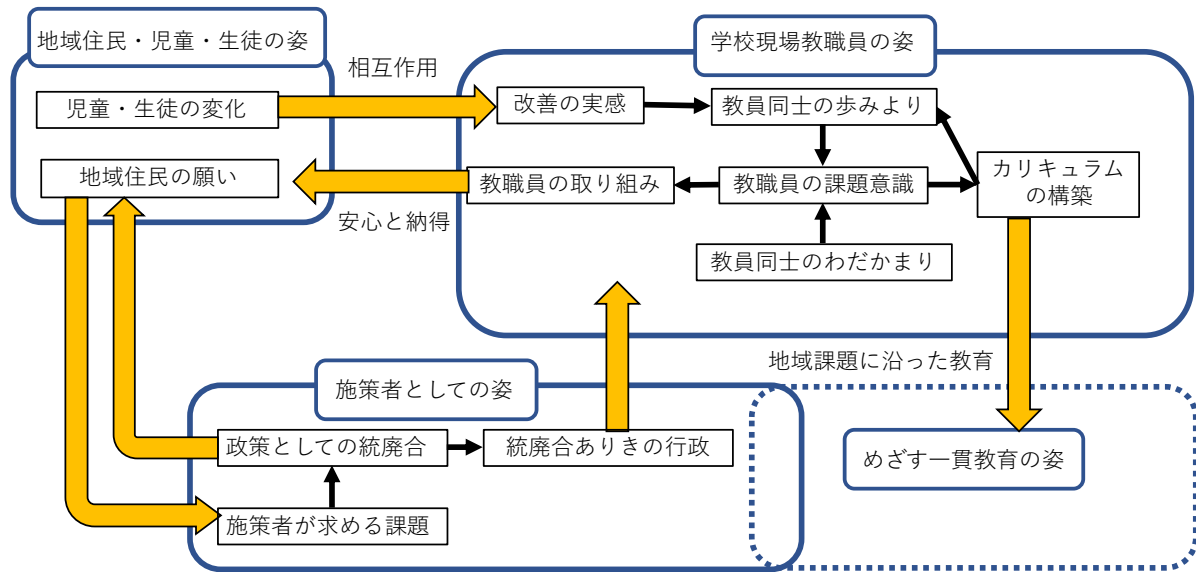 地域住民・児童・生徒の姿
児童・生徒の変化
地域住民の願い
相互作用
安心と納得
学校現場教職員の姿
改善の実感
教員同士の歩みより
教職員の取り組み
教職員の課題意識
カリキュラム
の構築
教員同士のわだかまり
地域課題に沿った教育
施策者としての姿
政策としての統廃合
統廃合ありきの行政
施策者が求める課題
めざす一貫教育の姿